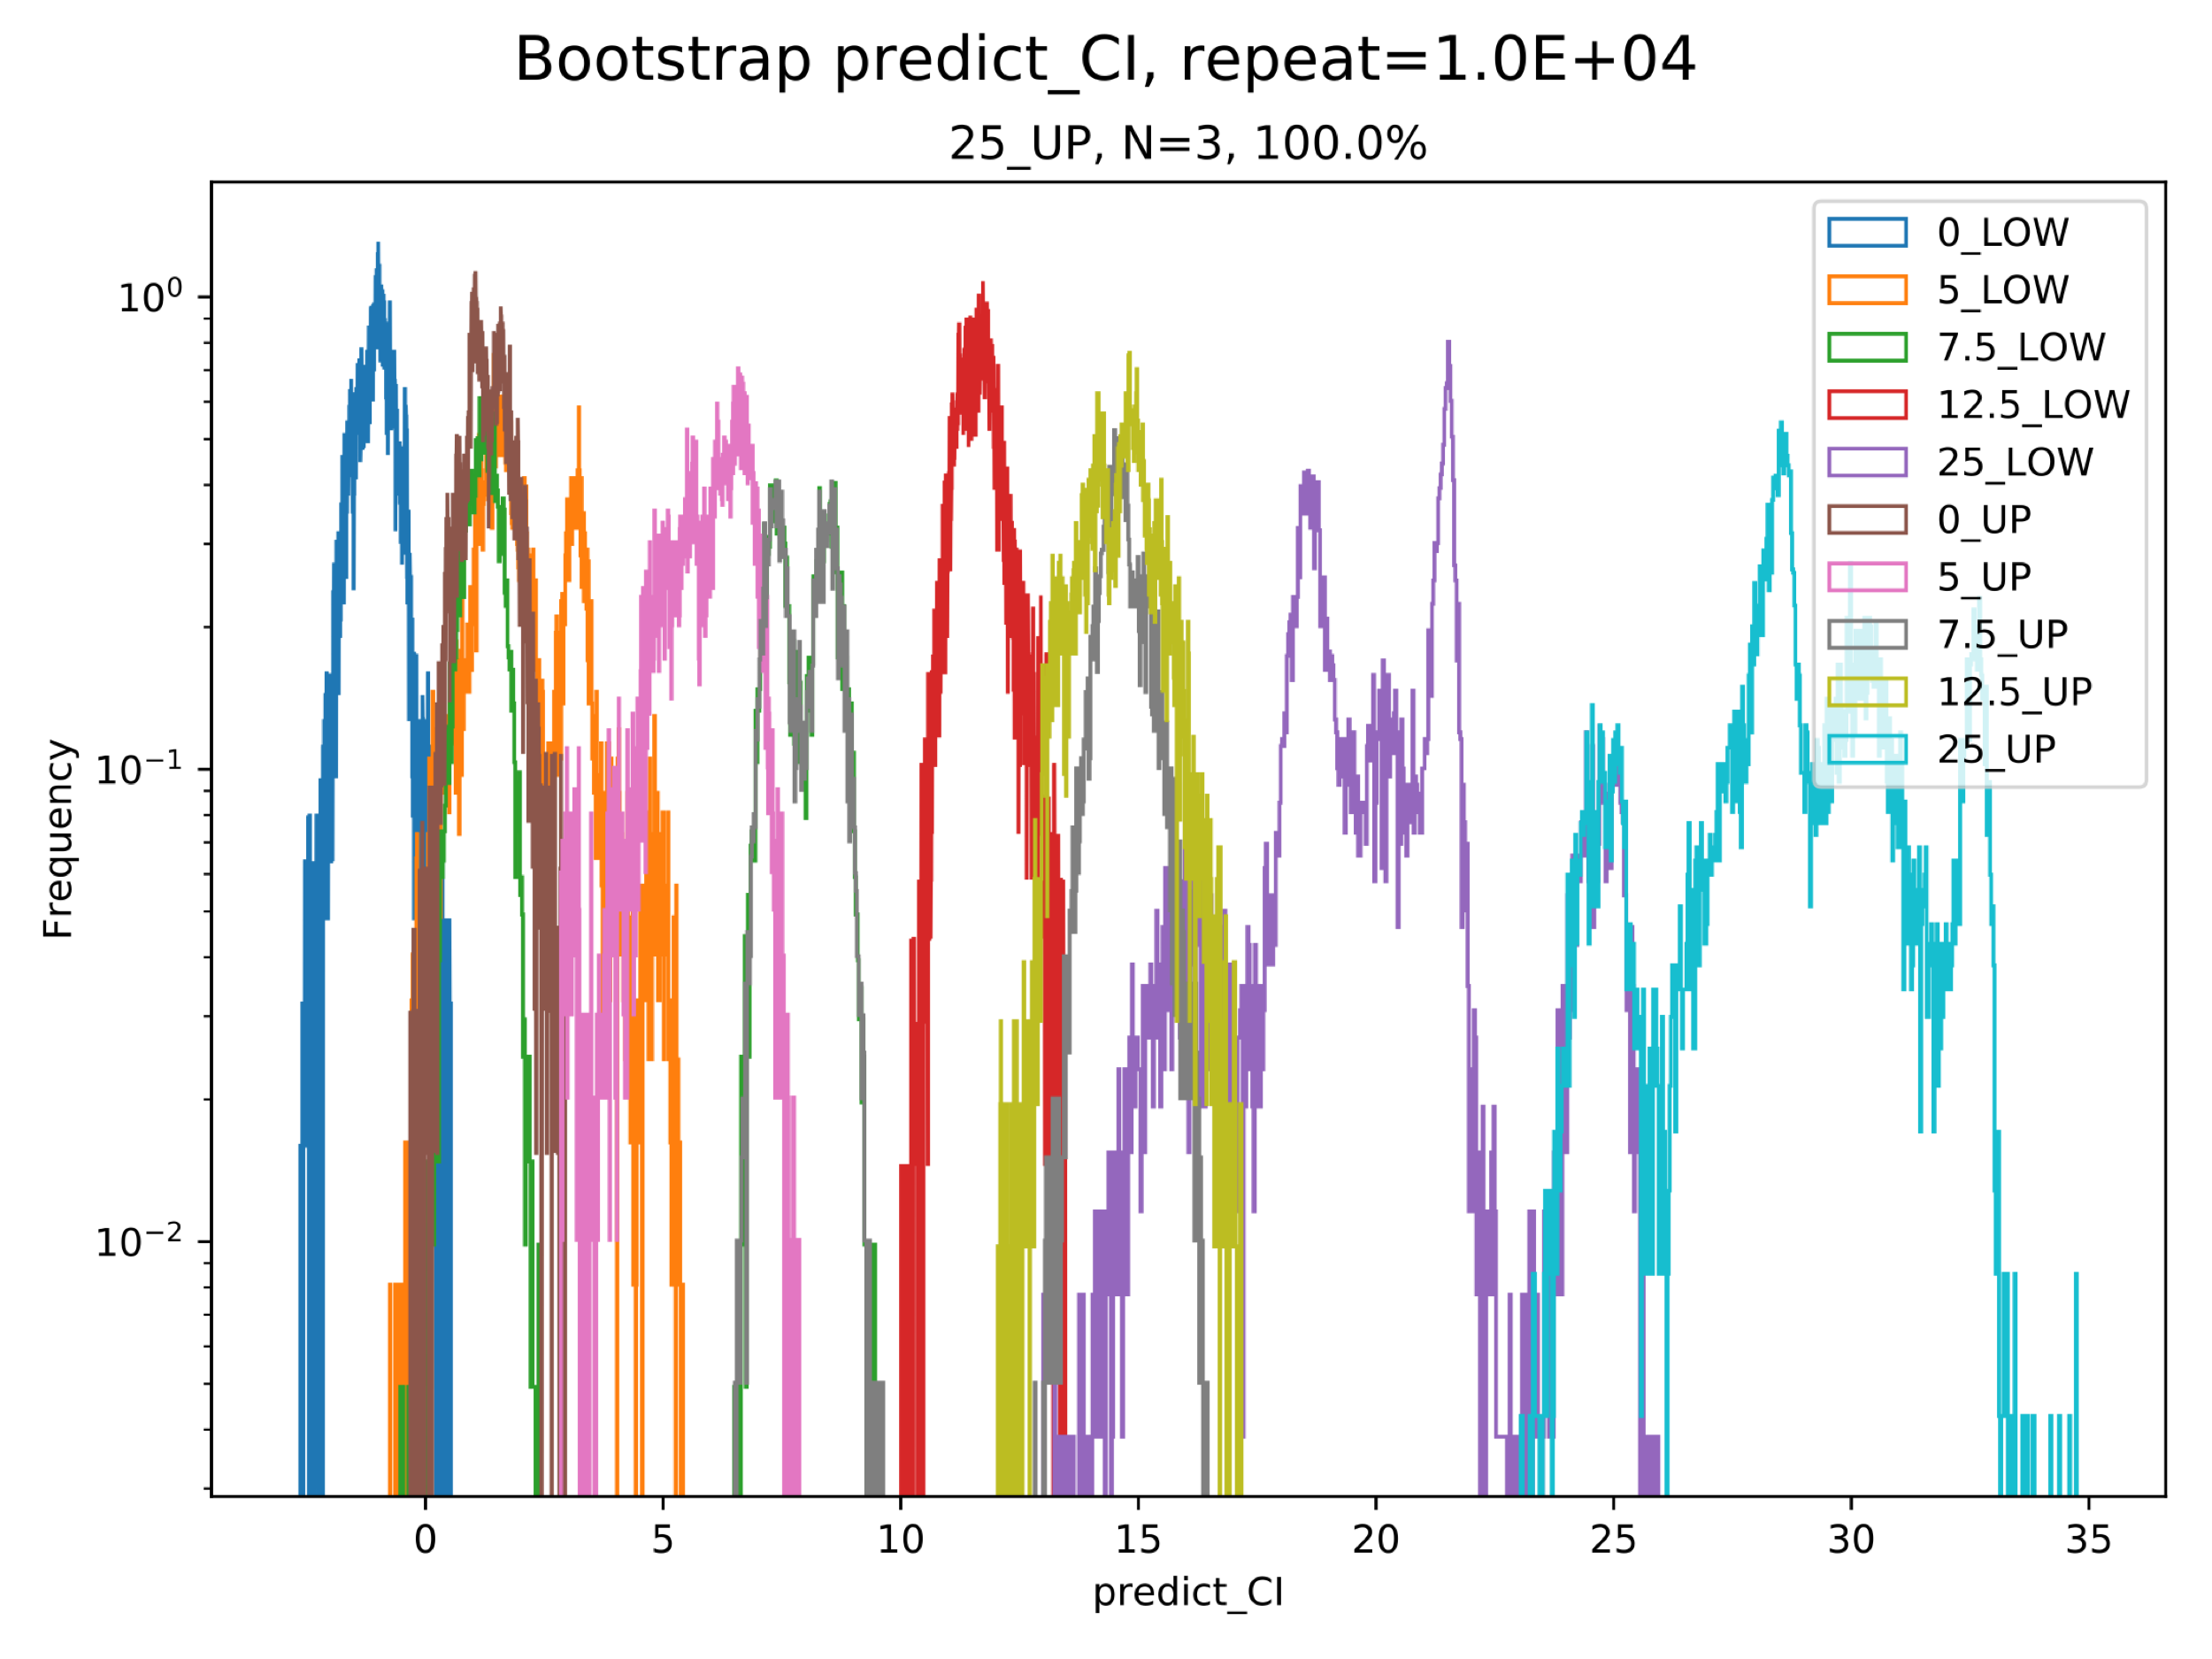 Bootstrap predict_CI, repeat=1.0E+04
25_UP, N=3, 100.0%
0_LOW
5_LOW
7.5_LOW
12.5_LOW
25_LOW
0_UP
5_UP
7.5_UP
12.5_UP
25_UP
Frequency
10⁰
10⁻¹
10⁻²
0 5 10 15 20 25 30 35
predict_CI